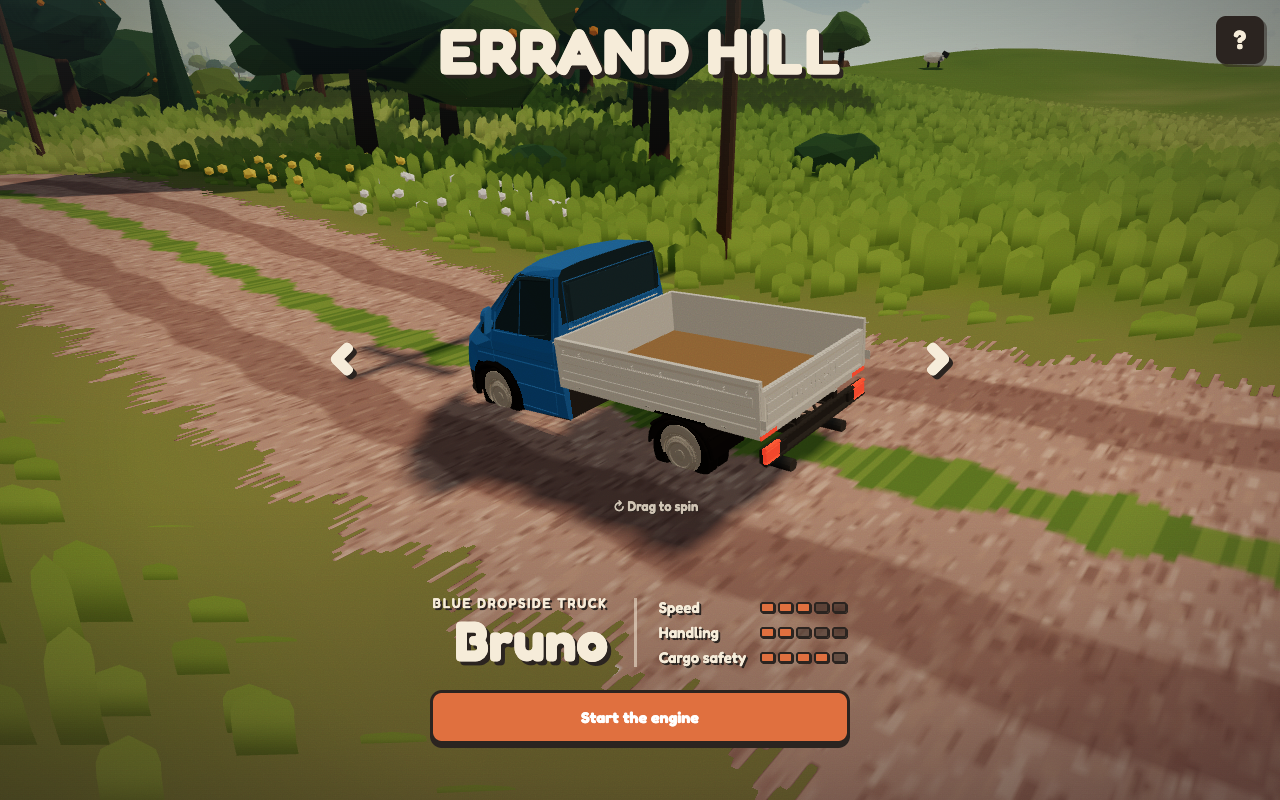 ERRAND HILL
?
↻ Drag to spin
BLUE DROPSIDE TRUCK
Bruno
Speed
Handling
Cargo safety
Start the engine